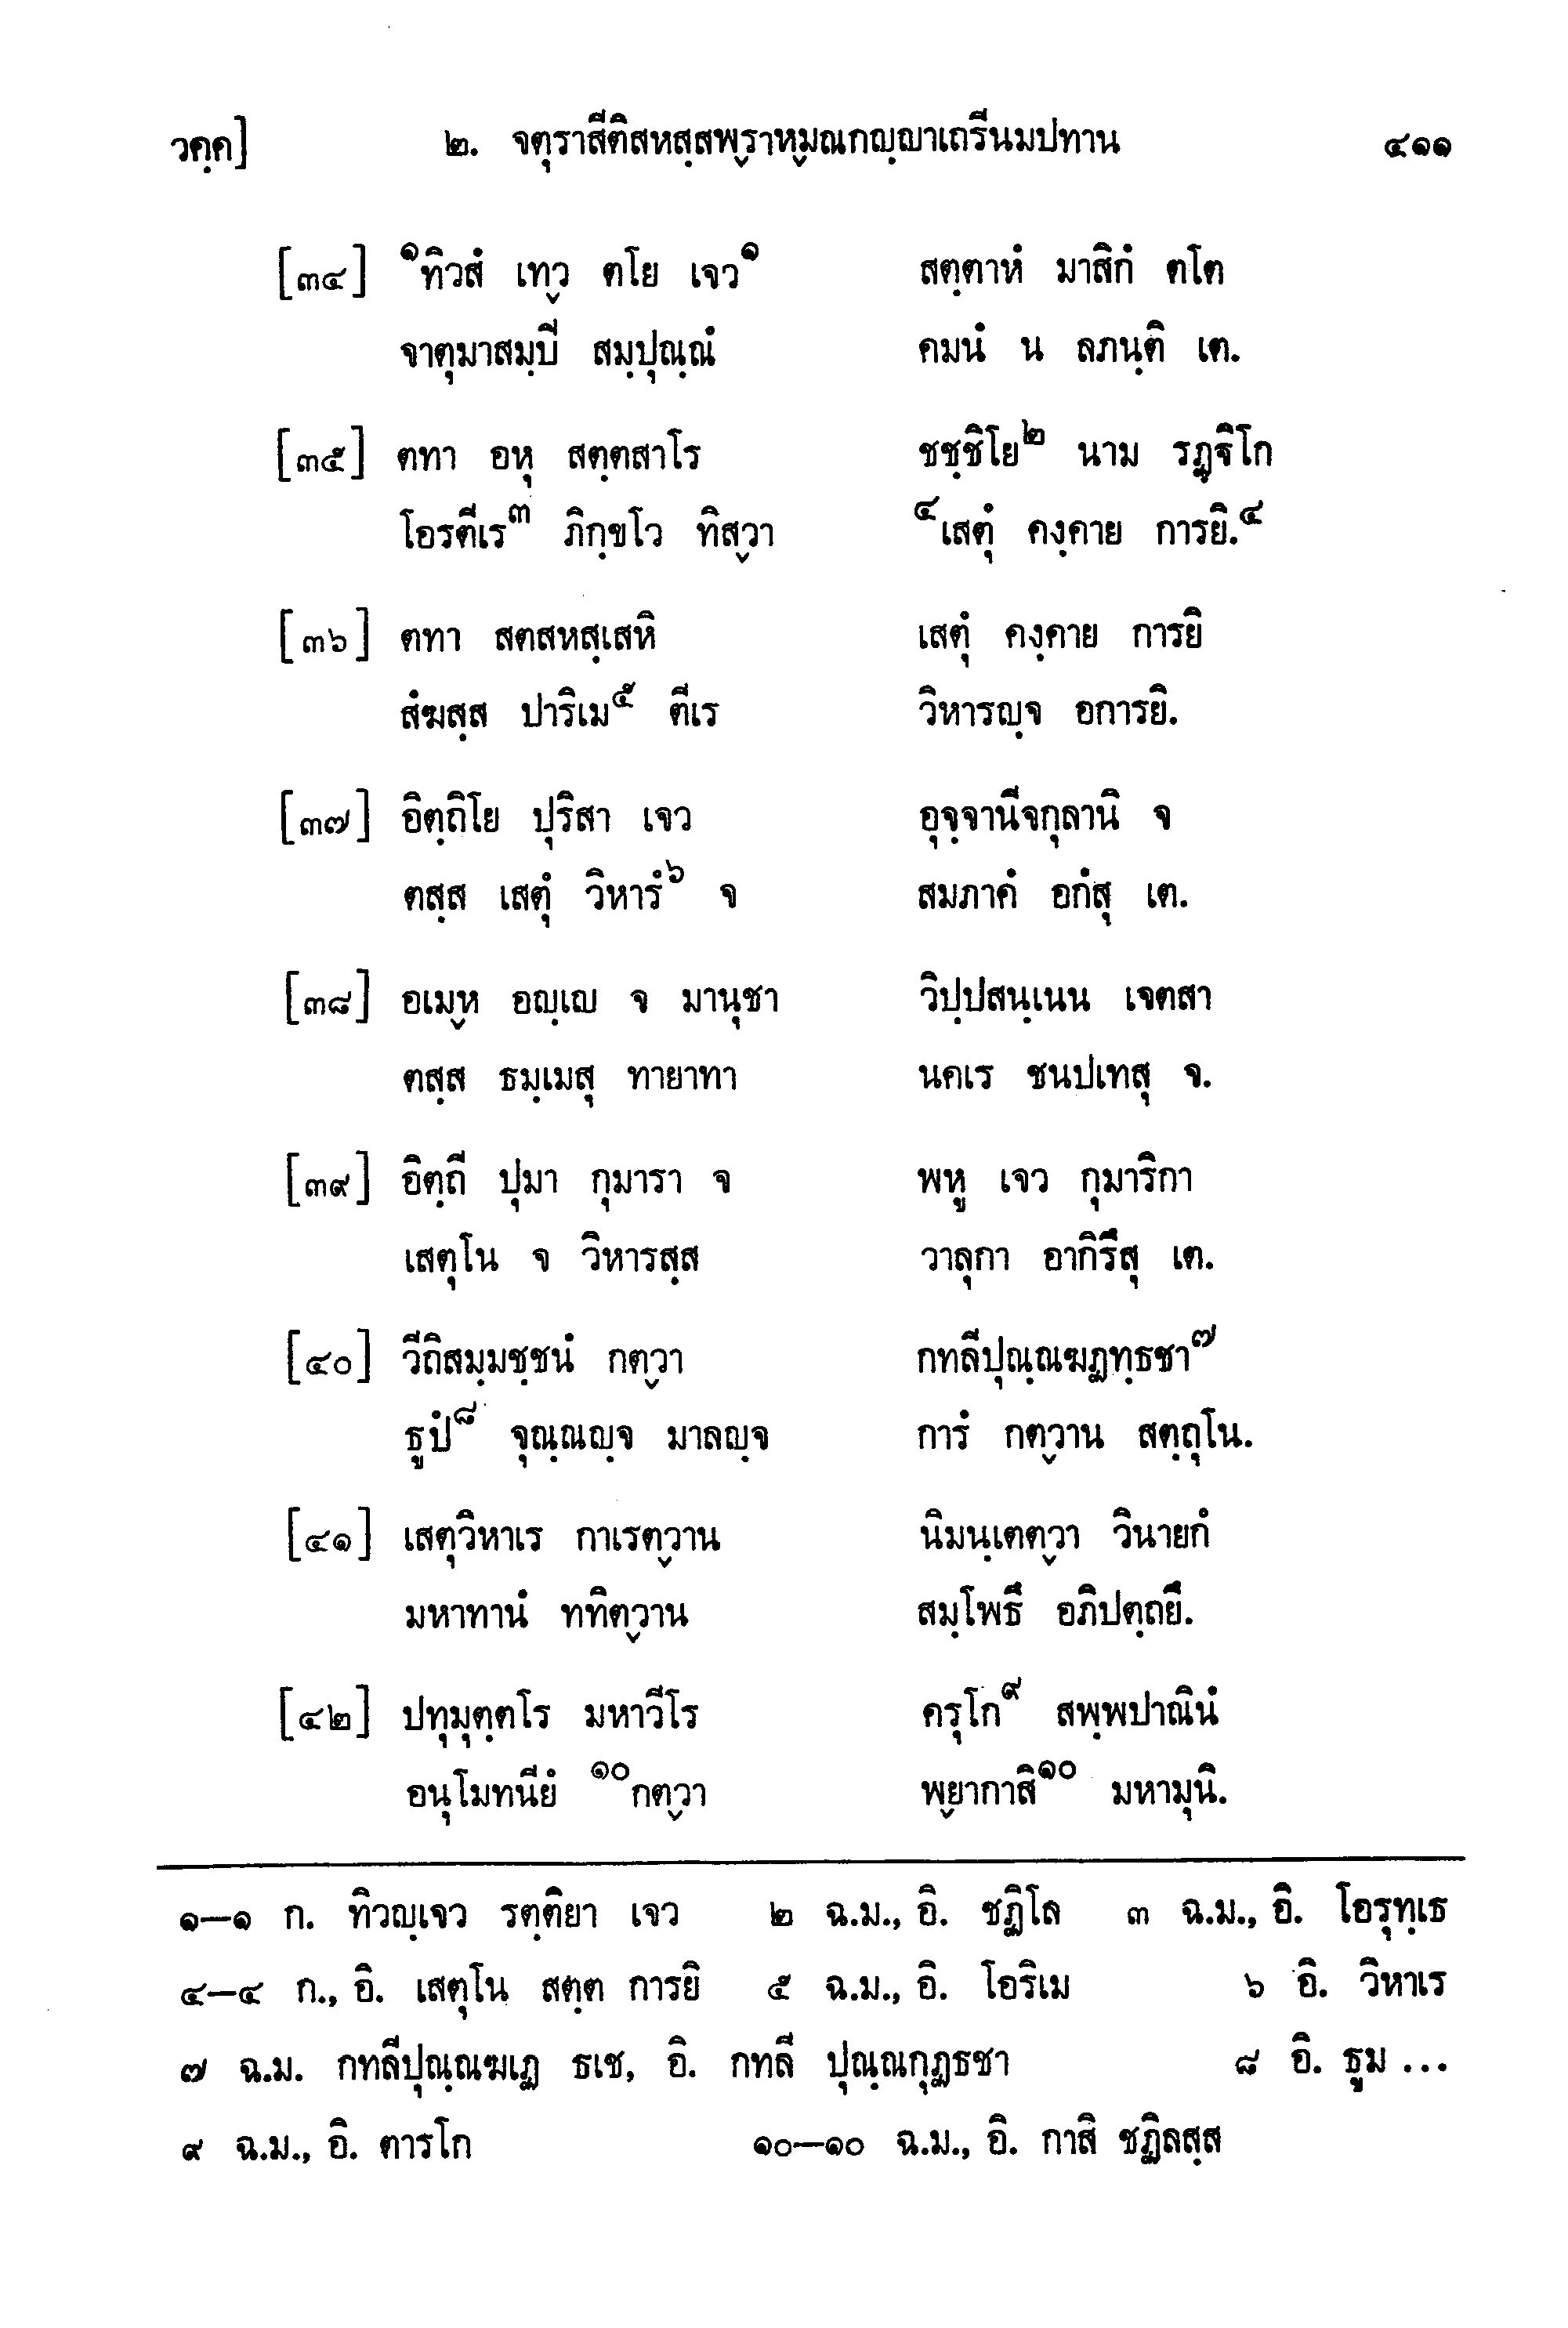 วคฺค] ๒. จตุราสีติสหสฺสพฺราหฺมณกญฺญาเถรีนมปทาน ๔๑๑
[๓๔] ๑ทิวสํ เทฺว ตโย เจว๑ สตฺตาหํ มาสิกํ ตโต
จาตุมาสมฺปิ สมฺปุณฺณํ คมนํ น ลภนฺติ เต.
[๓๕] ตทา อหุ สตฺตสาโร ชชฺชิโย๒ นาม รฏฺฐิโก
โอรตีเร๓ ภิกฺขโว ทิสฺวา ๔เสตุํ คงฺคาย การยิ.๔
[๓๖] ตทา สตสหสฺเสหิ เสตุํ คงฺคาย การยิ
สํฆสฺส ปาริเม๕ ตีเร วิหารญฺจ อการยิ.
[๓๗] อิตฺถิโย ปุริสา เจว อุจฺจานีจกุลานิ จ
ตสฺส เสตุํ วิหารํ๖ จ สมภาคํ อกํสุ เต.
[๓๘] อเมฺห อญฺเญ จ มานุชา วิปฺปสนฺเนน เจตสา
ตสฺส ธมฺเมสุ ทายาทา นคเร ชนปเทสุ จ.
[๓๙] อิตฺถี ปุมา กุมารา จ พหู เจว กุมาริกา
เสตุโน จ วิหารสฺส วาลุกา อากิรึสุ เต.
[๔๐] วีถิสมฺมชฺชนํ กตฺวา กทลีปุณฺณฆฏทฺธชา๗
ธูปํ๘ จุณฺณญฺจ มาลญฺจ การํ กตฺวาน สตฺถุโน.
[๔๑] เสตุวิหาเร กาเรตฺวาน นิมนฺเตตฺวา วินายกํ
มหาทานํ ททิตฺวาน สมฺโพธึ อภิปตฺถยึ.
[๔๒] ปทุมุตฺตโร มหาวีโร ครุโก๙ สพฺพปาณินํ
อนุโมทนียํ ๑๐กตฺวา พฺยากาสิ๑๐ มหามุนิ.
๑–๑ ก. ทิวญฺเจว รตฺติยา เจว ๒ ฉ.ม., อิ. ชฏิโล ๓ ฉ.ม., อิ. โอรุทฺเธ
๔–๔ ก., อิ. เสตุโน สตฺต การยิ ๕ ฉ.ม., อิ. โอริเม ๖ อิ. วิหาเร
๗ ฉ.ม. กทลีปุณฺณฆเฏ ธเช, อิ. กทลี ปุณฺณกุฏธชา ๘ อิ. ธูม ...
๙ ฉ.ม., อิ. ตารโก ๑๐–๑๐ ฉ.ม., อิ. กาสิ ชฏิลสฺส